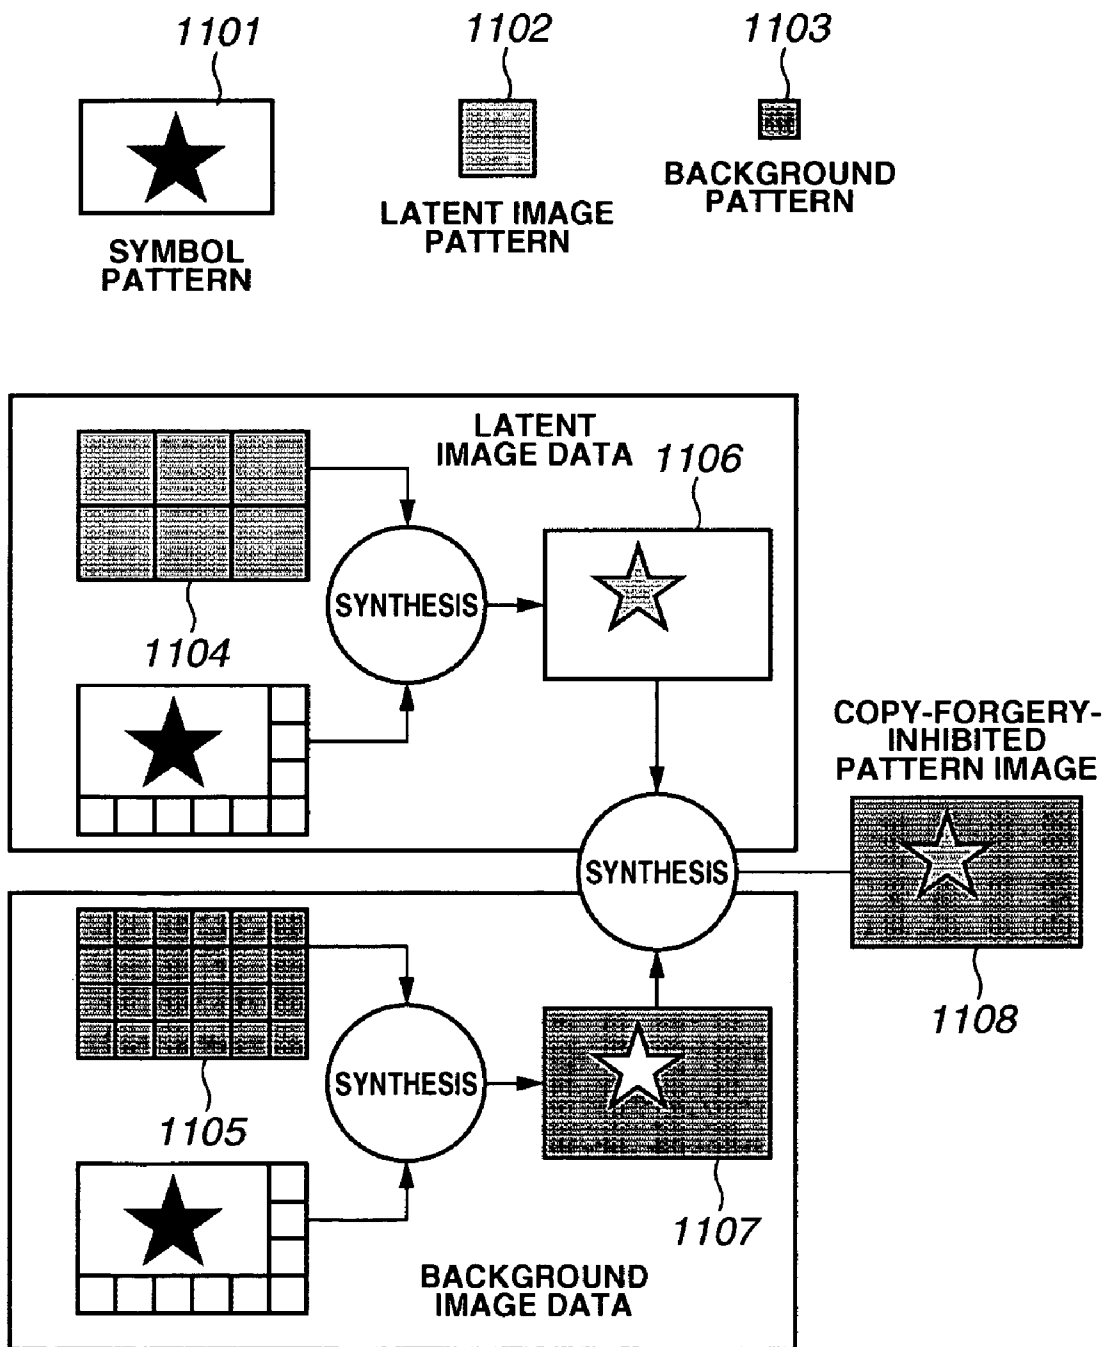 1101
1102
1103
SYMBOL
PATTERN
LATENT IMAGE
PATTERN
BACKGROUND
PATTERN
LATENT
IMAGE DATA
1106
SYNTHESIS
1104
COPY-FORGERY-
INHIBITED
PATTERN IMAGE
SYNTHESIS
1108
SYNTHESIS
1105
1107
BACKGROUND
IMAGE DATA